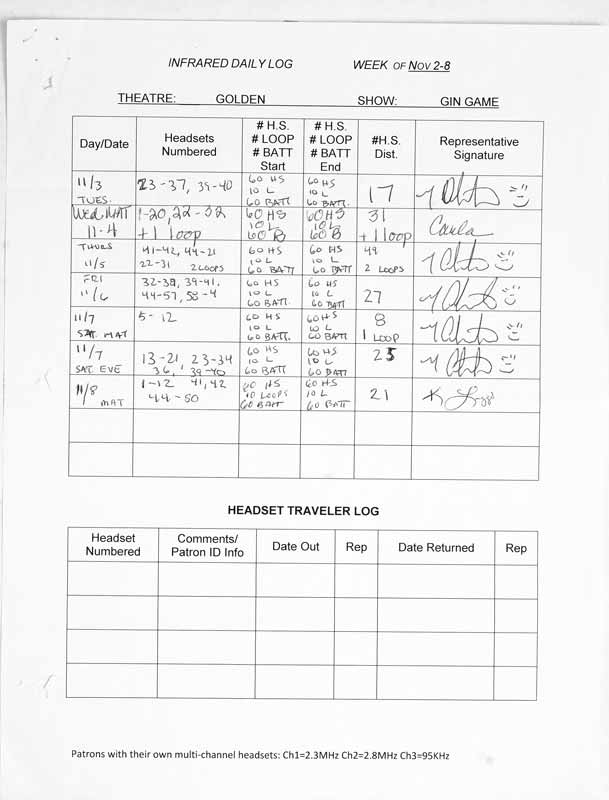 INFRARED DAILY LOG WEEK OF NOV 2-8
THEATRE: GOLDEN SHOW: GIN GAME
Day/Date
Headsets
Numbered
# H.S.
# LOOP
# BATT
Start
# H.S.
# LOOP
# BATT
End
#H.S.
Dist.
Representative
Signature
11/3
TUES.
23-37, 39-40
60 HS
10 L
60 BATT
60 HS
10 L
60 BATT.
17
Wed MAT
11-4
1-20, 22-32
+1 loop
60 HS
10 L
60 B
60 HS
10 L
60 B
31
+1 loop
Carla
THURS
11/5
41-42, 44-21
22-31 2 LOOPS
60 HS
10 L
60 BATT
60 HS
10 L
60 BATT.
49
2 LOOPS
FRI
11/6
32-37, 39-41.
44-57, 58-4
60 HS
10 L
60 BATT.
60 HS
10 L
60 BATT
27
11/7
SAT. MAT
5-12
60 HS
10 L
60 BATT.
60 HS
10 L
60 BATT
8
1 LOOP
11/7
SAT. EVE
13-21, 23-34
36, 39-40
60 HS
10 L
60 BATT
60 HS
10 L
60 BATT
11/8
MAT
1-12 41, 42
44-50
60 HS
10 LOOPS
60 BATT
60 HS
10 L
60 BATT
21
HEADSET TRAVELER LOG
Headset
Numbered
Comments/
Patron ID Info
Date Out
Rep
Date Returned
Rep
Patrons with their own multi-channel headsets: Ch1=2.3MHz Ch2=2.8MHz Ch3=95KHz